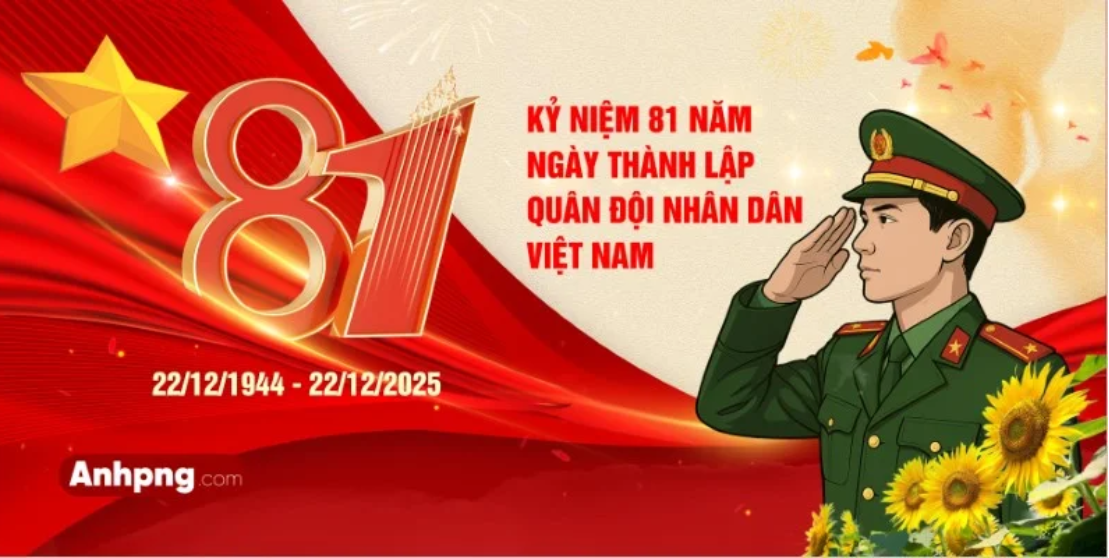 81
KỶ NIỆM 81 NĂM
NGÀY THÀNH LẬP
QUÂN ĐỘI NHÂN DÂN
VIỆT NAM
22/12/1944 - 22/12/2025
Anhpng.com